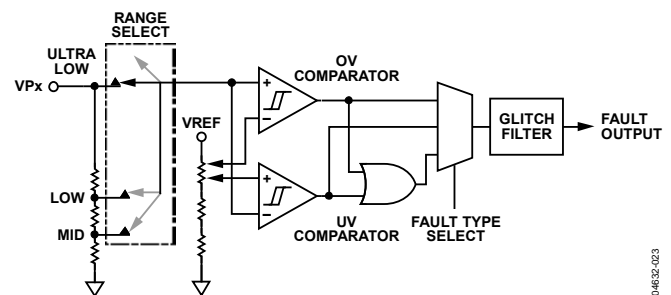 RANGE
SELECT
ULTRA
LOW
VPx
LOW
MID
VREF
+
−
OV
COMPARATOR
+
−
UV
COMPARATOR
FAULT TYPE
SELECT
GLITCH
FILTER
FAULT
OUTPUT
04632-023